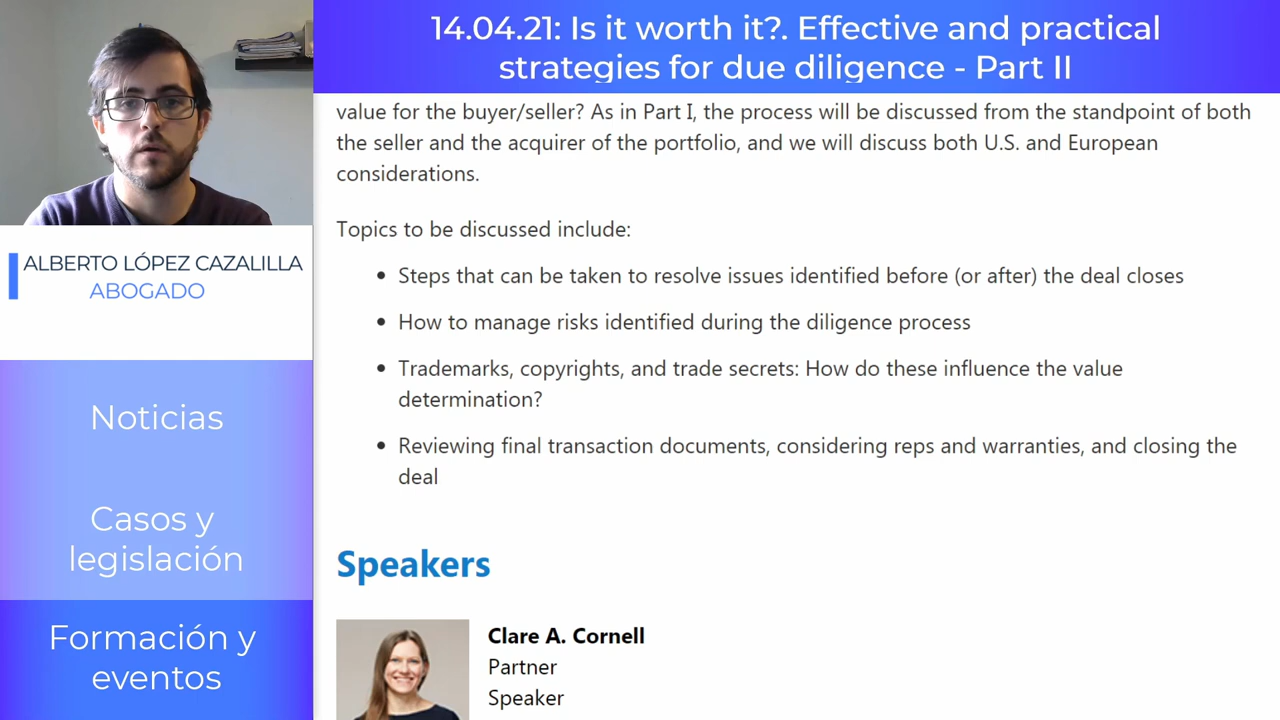 14.04.21: Is it worth it?. Effective and practical
strategies for due diligence - Part II
ALBERTO LÓPEZ CAZALILLA
ABOGADO
Noticias
Casos y
legislación
Formación y
eventos
value for the buyer/seller? As in Part I, the process will be discussed from the standpoint of both
the seller and the acquirer of the portfolio, and we will discuss both U.S. and European
considerations.
Topics to be discussed include:
• Steps that can be taken to resolve issues identified before (or after) the deal closes
• How to manage risks identified during the diligence process
• Trademarks, copyrights, and trade secrets: How do these influence the value
determination?
• Reviewing final transaction documents, considering reps and warranties, and closing the
deal
Speakers
Clare A. Cornell
Partner
Speaker